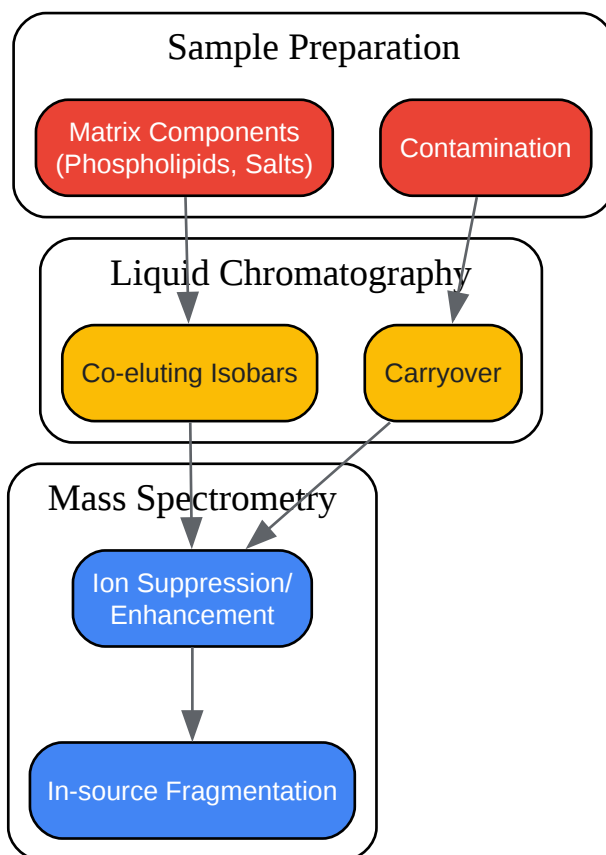 Sample Preparation
Matrix Components
(Phospholipids, Salts)
Contamination
Liquid Chromatography
Co-eluting Isobars
Carryover
Mass Spectrometry
Ion Suppression/
Enhancement
In-source Fragmentation